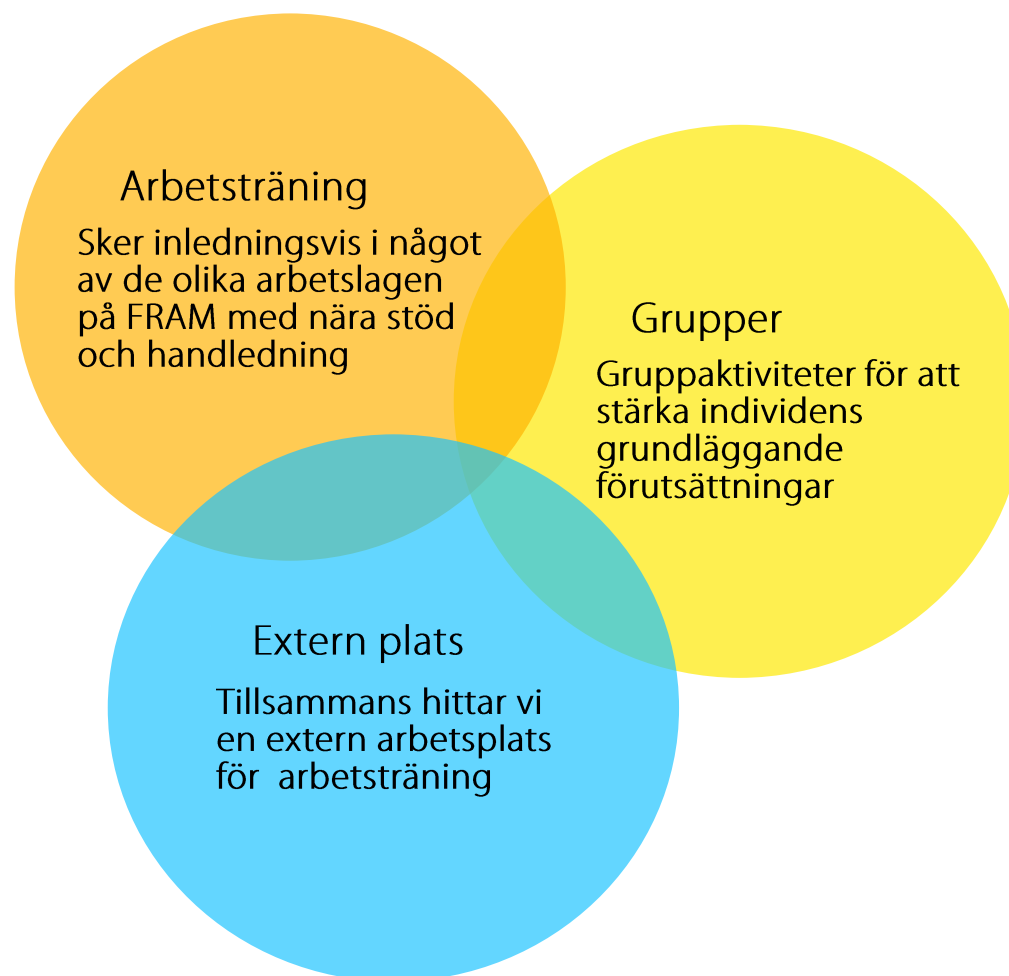 Arbetsträning
Sker inledningsvis i något
av de olika arbetslagen
på FRAM med nära stöd
och handledning
Grupper
Gruppaktiviteter för att
stärka individens
grundläggande
förutsättningar
Extern plats
Tillsammans hittar vi
en extern arbetsplats
för  arbetsträning